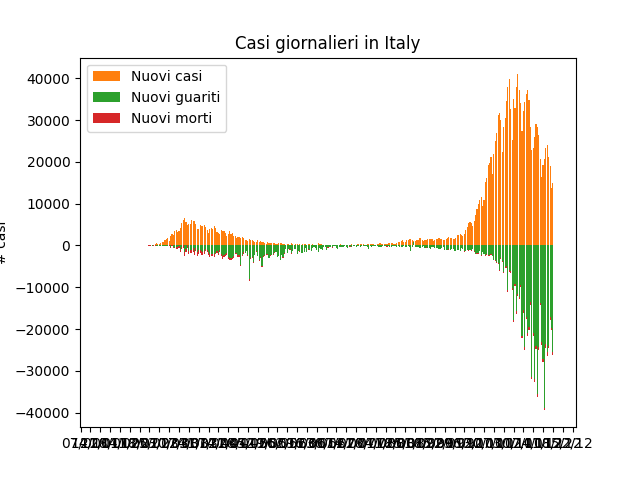 Casi giornalieri in Italy
Nuovi casi
Nuovi guariti
Nuovi morti
40000
30000
20000
10000
0
−10000
−20000
−30000
−40000
# casi